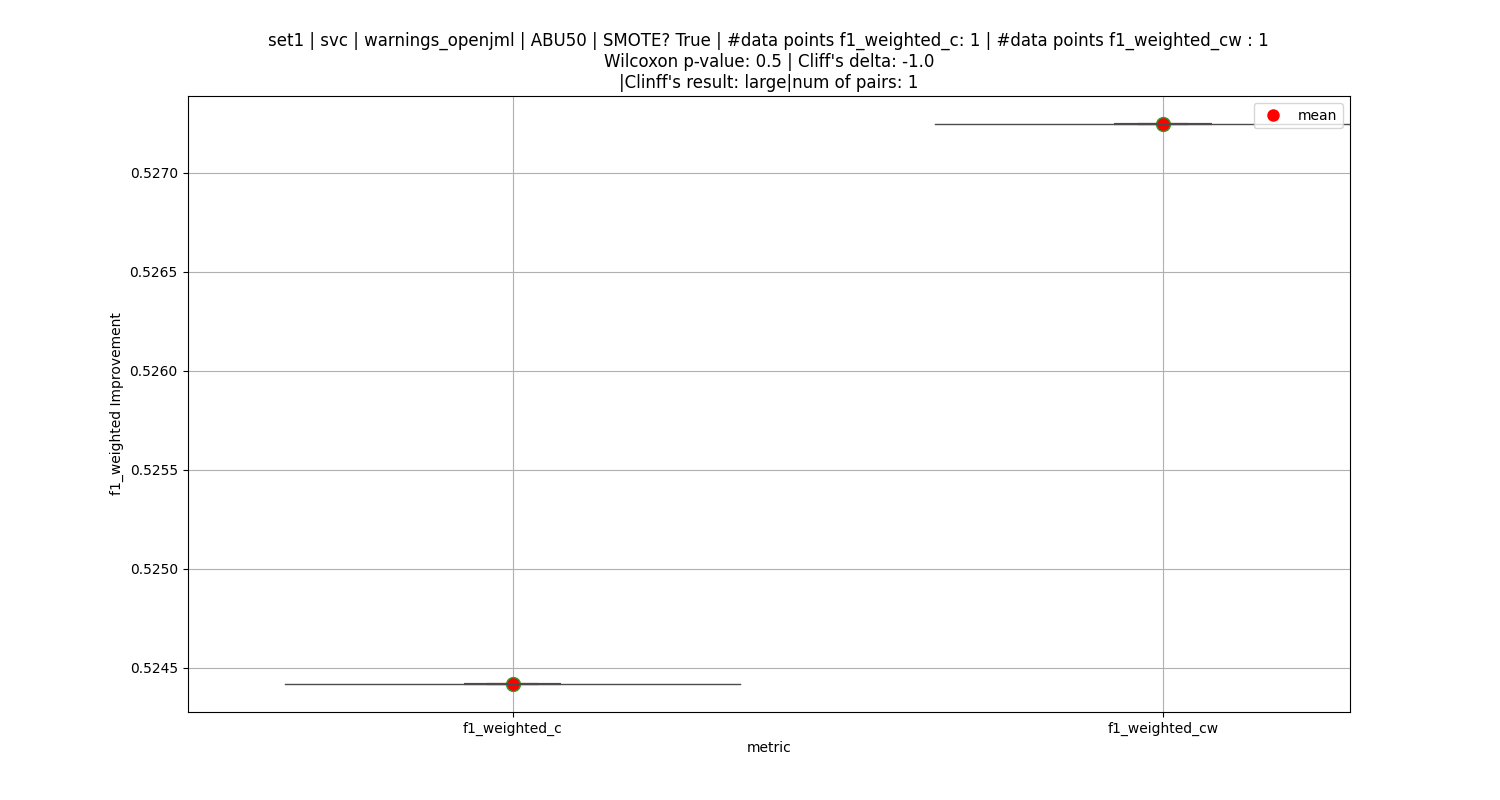 set1 | svc | warnings_openjml | ABU50 | SMOTE? True | #data points f1_weighted_c: 1 | #data points f1_weighted_cw : 1
Wilcoxon p-value: 0.5 | Cliff's delta: -1.0
|Clinff's result: large|num of pairs: 1
mean
0.5270
0.5265
0.5260
0.5255
0.5250
0.5245
f1_weighted Improvement
f1_weighted_c
f1_weighted_cw
metric